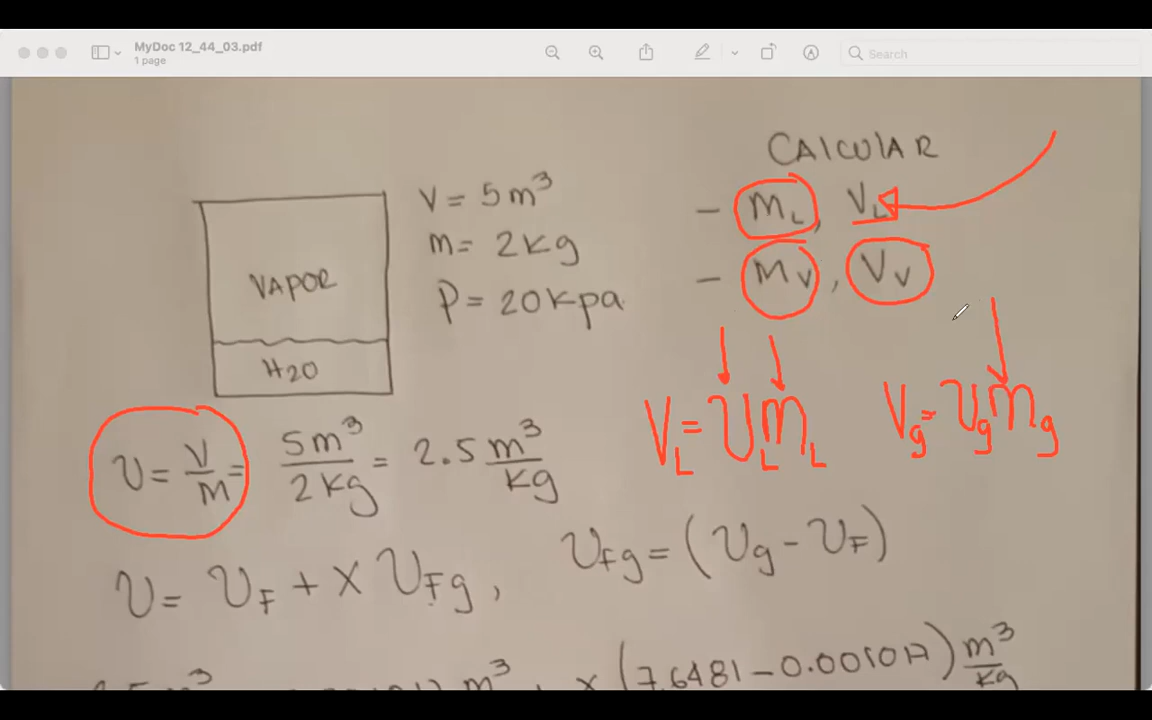 MyDoc 12_44_03.pdf
1 page
Search
CALCULAR
V = 5m³
m = 2kg
P = 20kpa
- mL, VL
- mv, Vv
VAPOR
H2O
VL = υL mL
Vg = υg mg
υ = V/m = 5m³/2kg = 2.5 m³/kg
υ = υF + X υFg, υFg = (υg - υF)
x (7.6481 - 0.001017) m³/kg